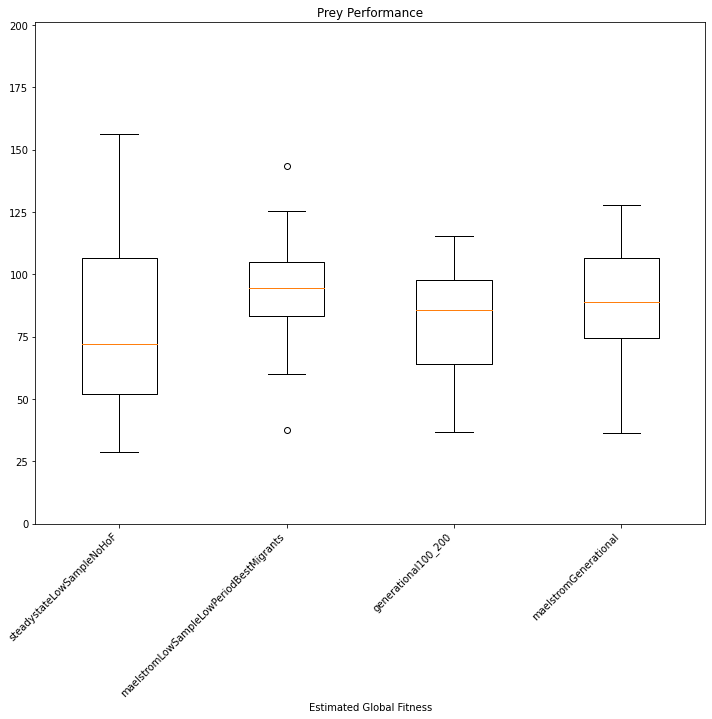 Prey Performance
200
175
150
125
100
75
50
25
0
steadystateLowSampleNoHoF
maelstromLowSampleLowPeriodBestMigrants
generational100_200
maelstromGenerational
Estimated Global Fitness